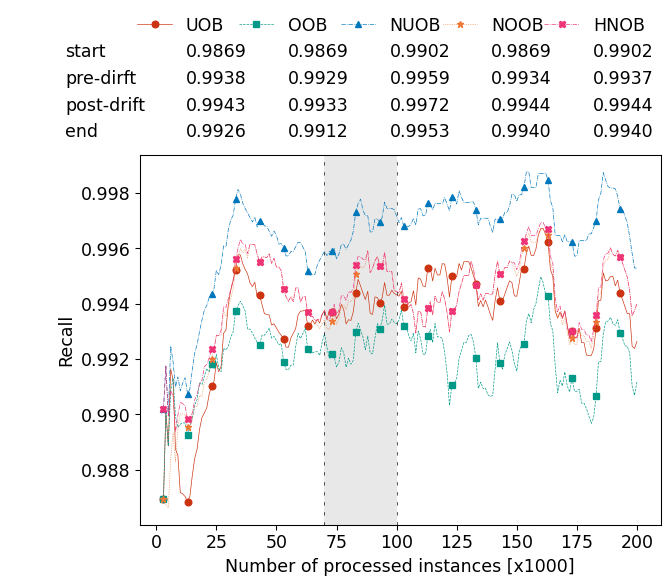 UOB OOB NUOB NOOB HNOB
start 0.9869 0.9869 0.9902 0.9869 0.9902
pre-dirft 0.9938 0.9929 0.9959 0.9934 0.9937
post-drift 0.9943 0.9933 0.9972 0.9944 0.9944
end 0.9926 0.9912 0.9953 0.9940 0.9940
0.998
0.996
0.994
0.992
0.990
0.988
Recall
0 25 50 75 100 125 150 175 200
Number of processed instances [x1000]